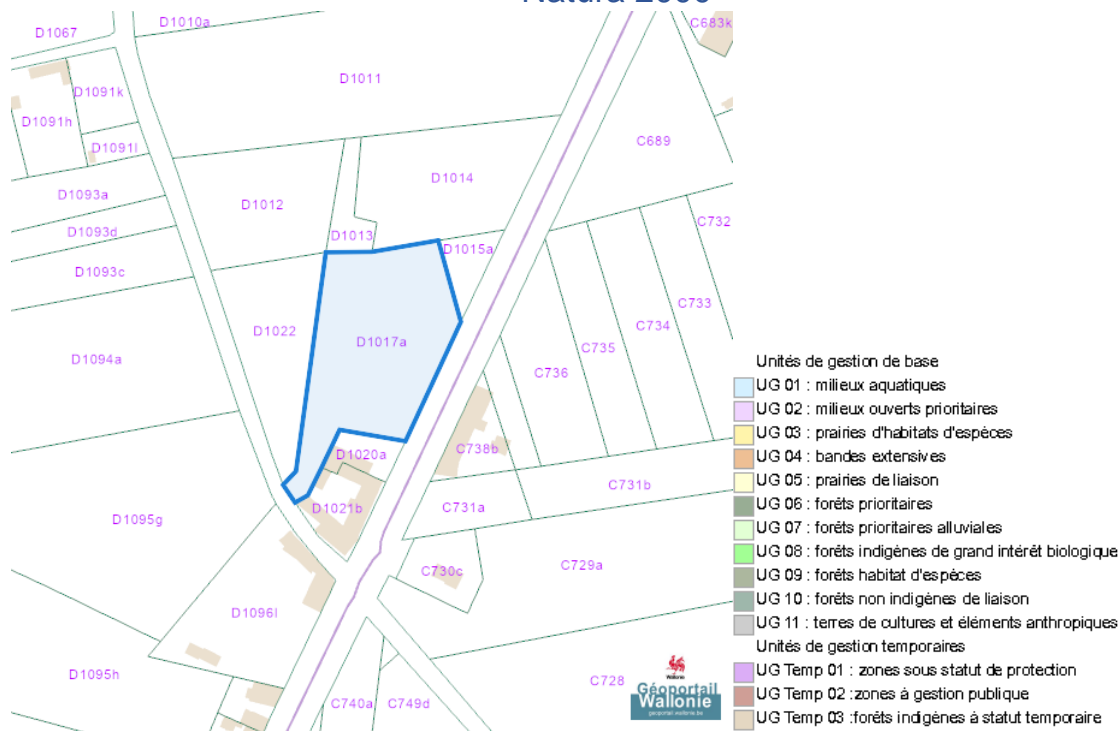 Natura 2000
D1067
D1010a
C683k
D1011
D1091k
D1091h
D1091l
C689
D1014
D1093a
D1012
C732
D1093d
D1013
D1015a
D1093c
C733
C734
D1022
D1017a
C735
D1094a
C736
D1020a
C738b
C731b
D1021b
C731a
D1095g
C729a
C730c
D1096l
D1095h
C728
C740a
C749d
Wallonie
Géoportail
Wallonie
geoportail.wallonie.be
Unités de gestion de base
UG 01 : milieux aquatiques
UG 02 : milieux ouverts prioritaires
UG 03 : prairies d'habitats d'espèces
UG 04 : bandes extensives
UG 05 : prairies de liaison
UG 06 : forêts prioritaires
UG 07 : forêts prioritaires alluviales
UG 08 : forêts indigènes de grand intérêt biologique
UG 09 : forêts habitat d'espèces
UG 10 : forêts non indigènes de liaison
UG 11 : terres de cultures et éléments anthropiques
Unités de gestion temporaires
UG Temp 01 : zones sous statut de protection
UG Temp 02 :zones à gestion publique
UG Temp 03 :forêts indigènes à statut temporaire